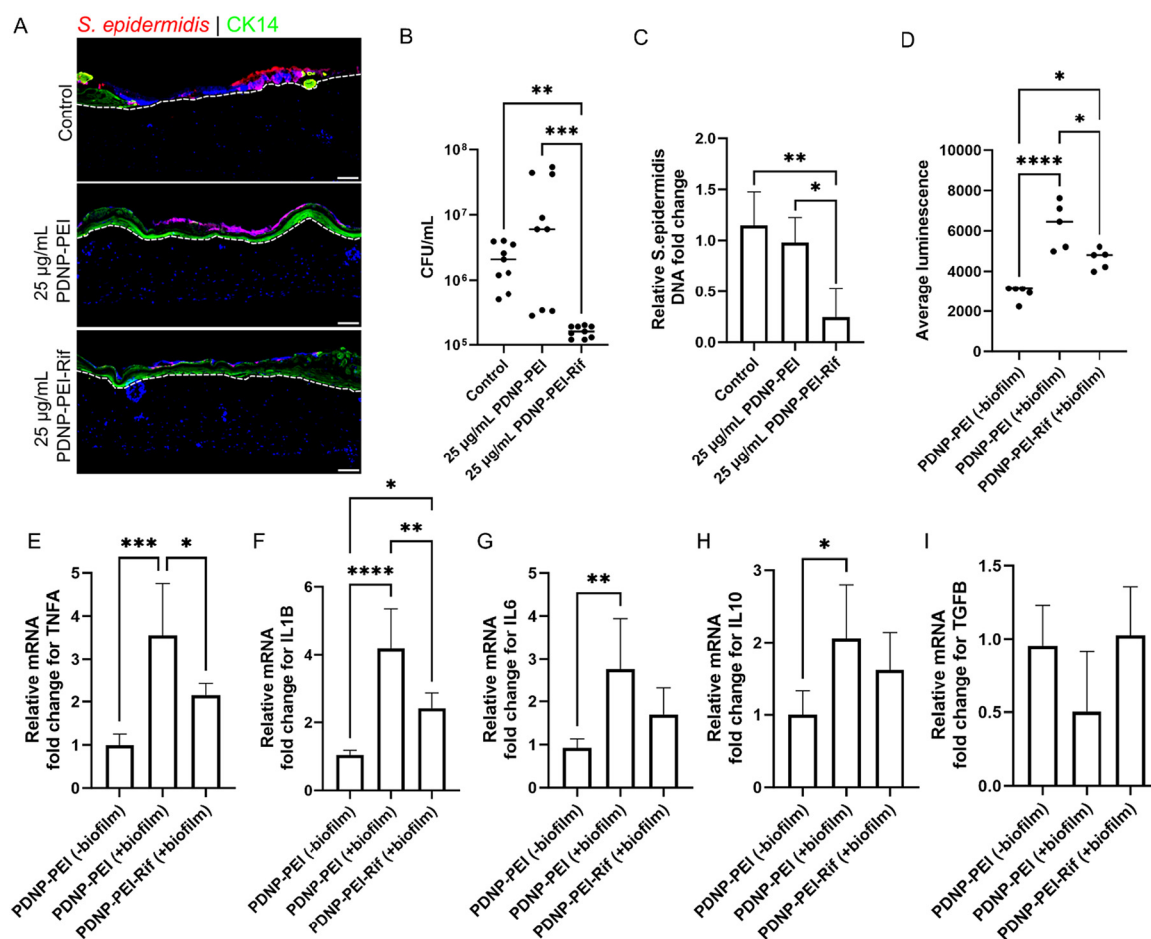 A
S. epidermidis | CK14
Control
25 µg/mL
PDNP-PEI
25 µg/mL
PDNP-PEI-Rif
B
CFU/mL
10⁸
10⁷
10⁶
10⁵
**
***
Control
25 µg/mL PDNP-PEI
25 µg/mL PDNP-PEI-Rif
C
Relative S.epidermidis
DNA fold change
2.0
1.5
1.0
0.5
0.0
**
*
Control
25 µg/mL PDNP-PEI
25 µg/mL PDNP-PEI-Rif
D
Average luminescence
10000
8000
6000
4000
2000
0
*
*
****
PDNP-PEI (-biofilm)
PDNP-PEI (+biofilm)
PDNP-PEI-Rif (+biofilm)
E
Relative mRNA
fold change for TNFA
5
4
3
2
1
0
***
*
PDNP-PEI (-biofilm)
PDNP-PEI (+biofilm)
PDNP-PEI-Rif (+biofilm)
F
Relative mRNA
fold change for IL1B
6
4
2
0
*
**
****
PDNP-PEI (-biofilm)
PDNP-PEI (+biofilm)
PDNP-PEI-Rif (+biofilm)
G
Relative mRNA
fold change for IL6
5
4
3
2
1
0
**
PDNP-PEI (-biofilm)
PDNP-PEI (+biofilm)
PDNP-PEI-Rif (+biofilm)
H
Relative mRNA
fold change for IL10
3
2
1
0
*
PDNP-PEI (-biofilm)
PDNP-PEI (+biofilm)
PDNP-PEI-Rif (+biofilm)
I
Relative mRNA
fold change for TGFB
1.5
1.0
0.5
0.0
PDNP-PEI (-biofilm)
PDNP-PEI (+biofilm)
PDNP-PEI-Rif (+biofilm)